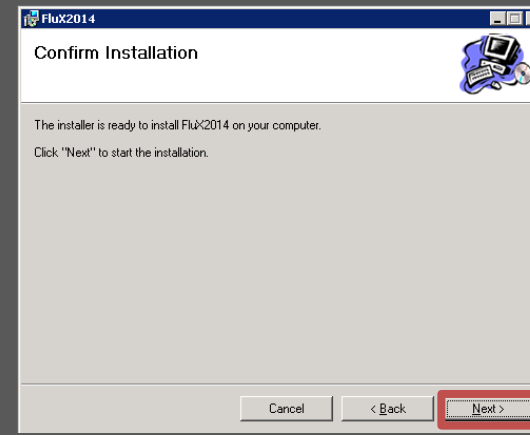 FluX2014
Confirm Installation
The installer is ready to install FluX2014 on your computer.
Click "Next" to start the installation.
Cancel
< Back
Next >